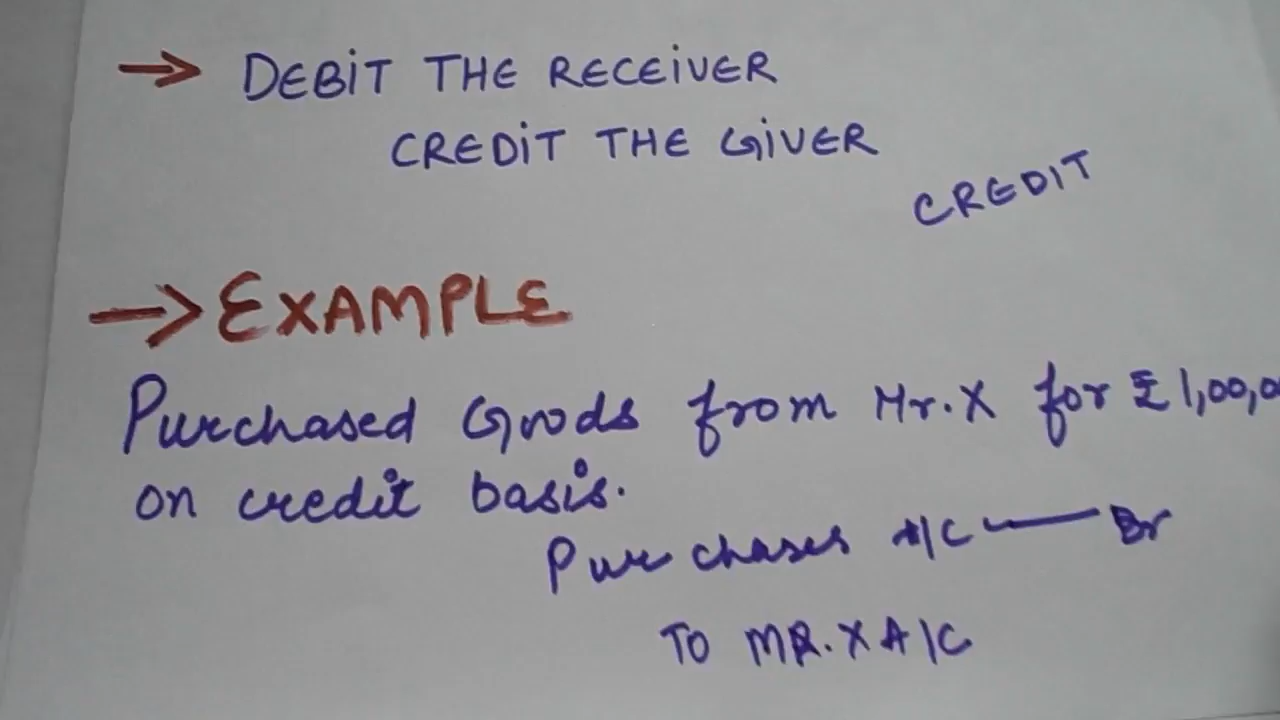 → DEBIT THE RECEIVER
CREDIT THE GIVER
CREDIT
→ EXAMPLE
Purchased Goods from Mr. X for ₹ 1,00,0
on credit basis.
Purchases A/C — Dr
TO MR. X A/C